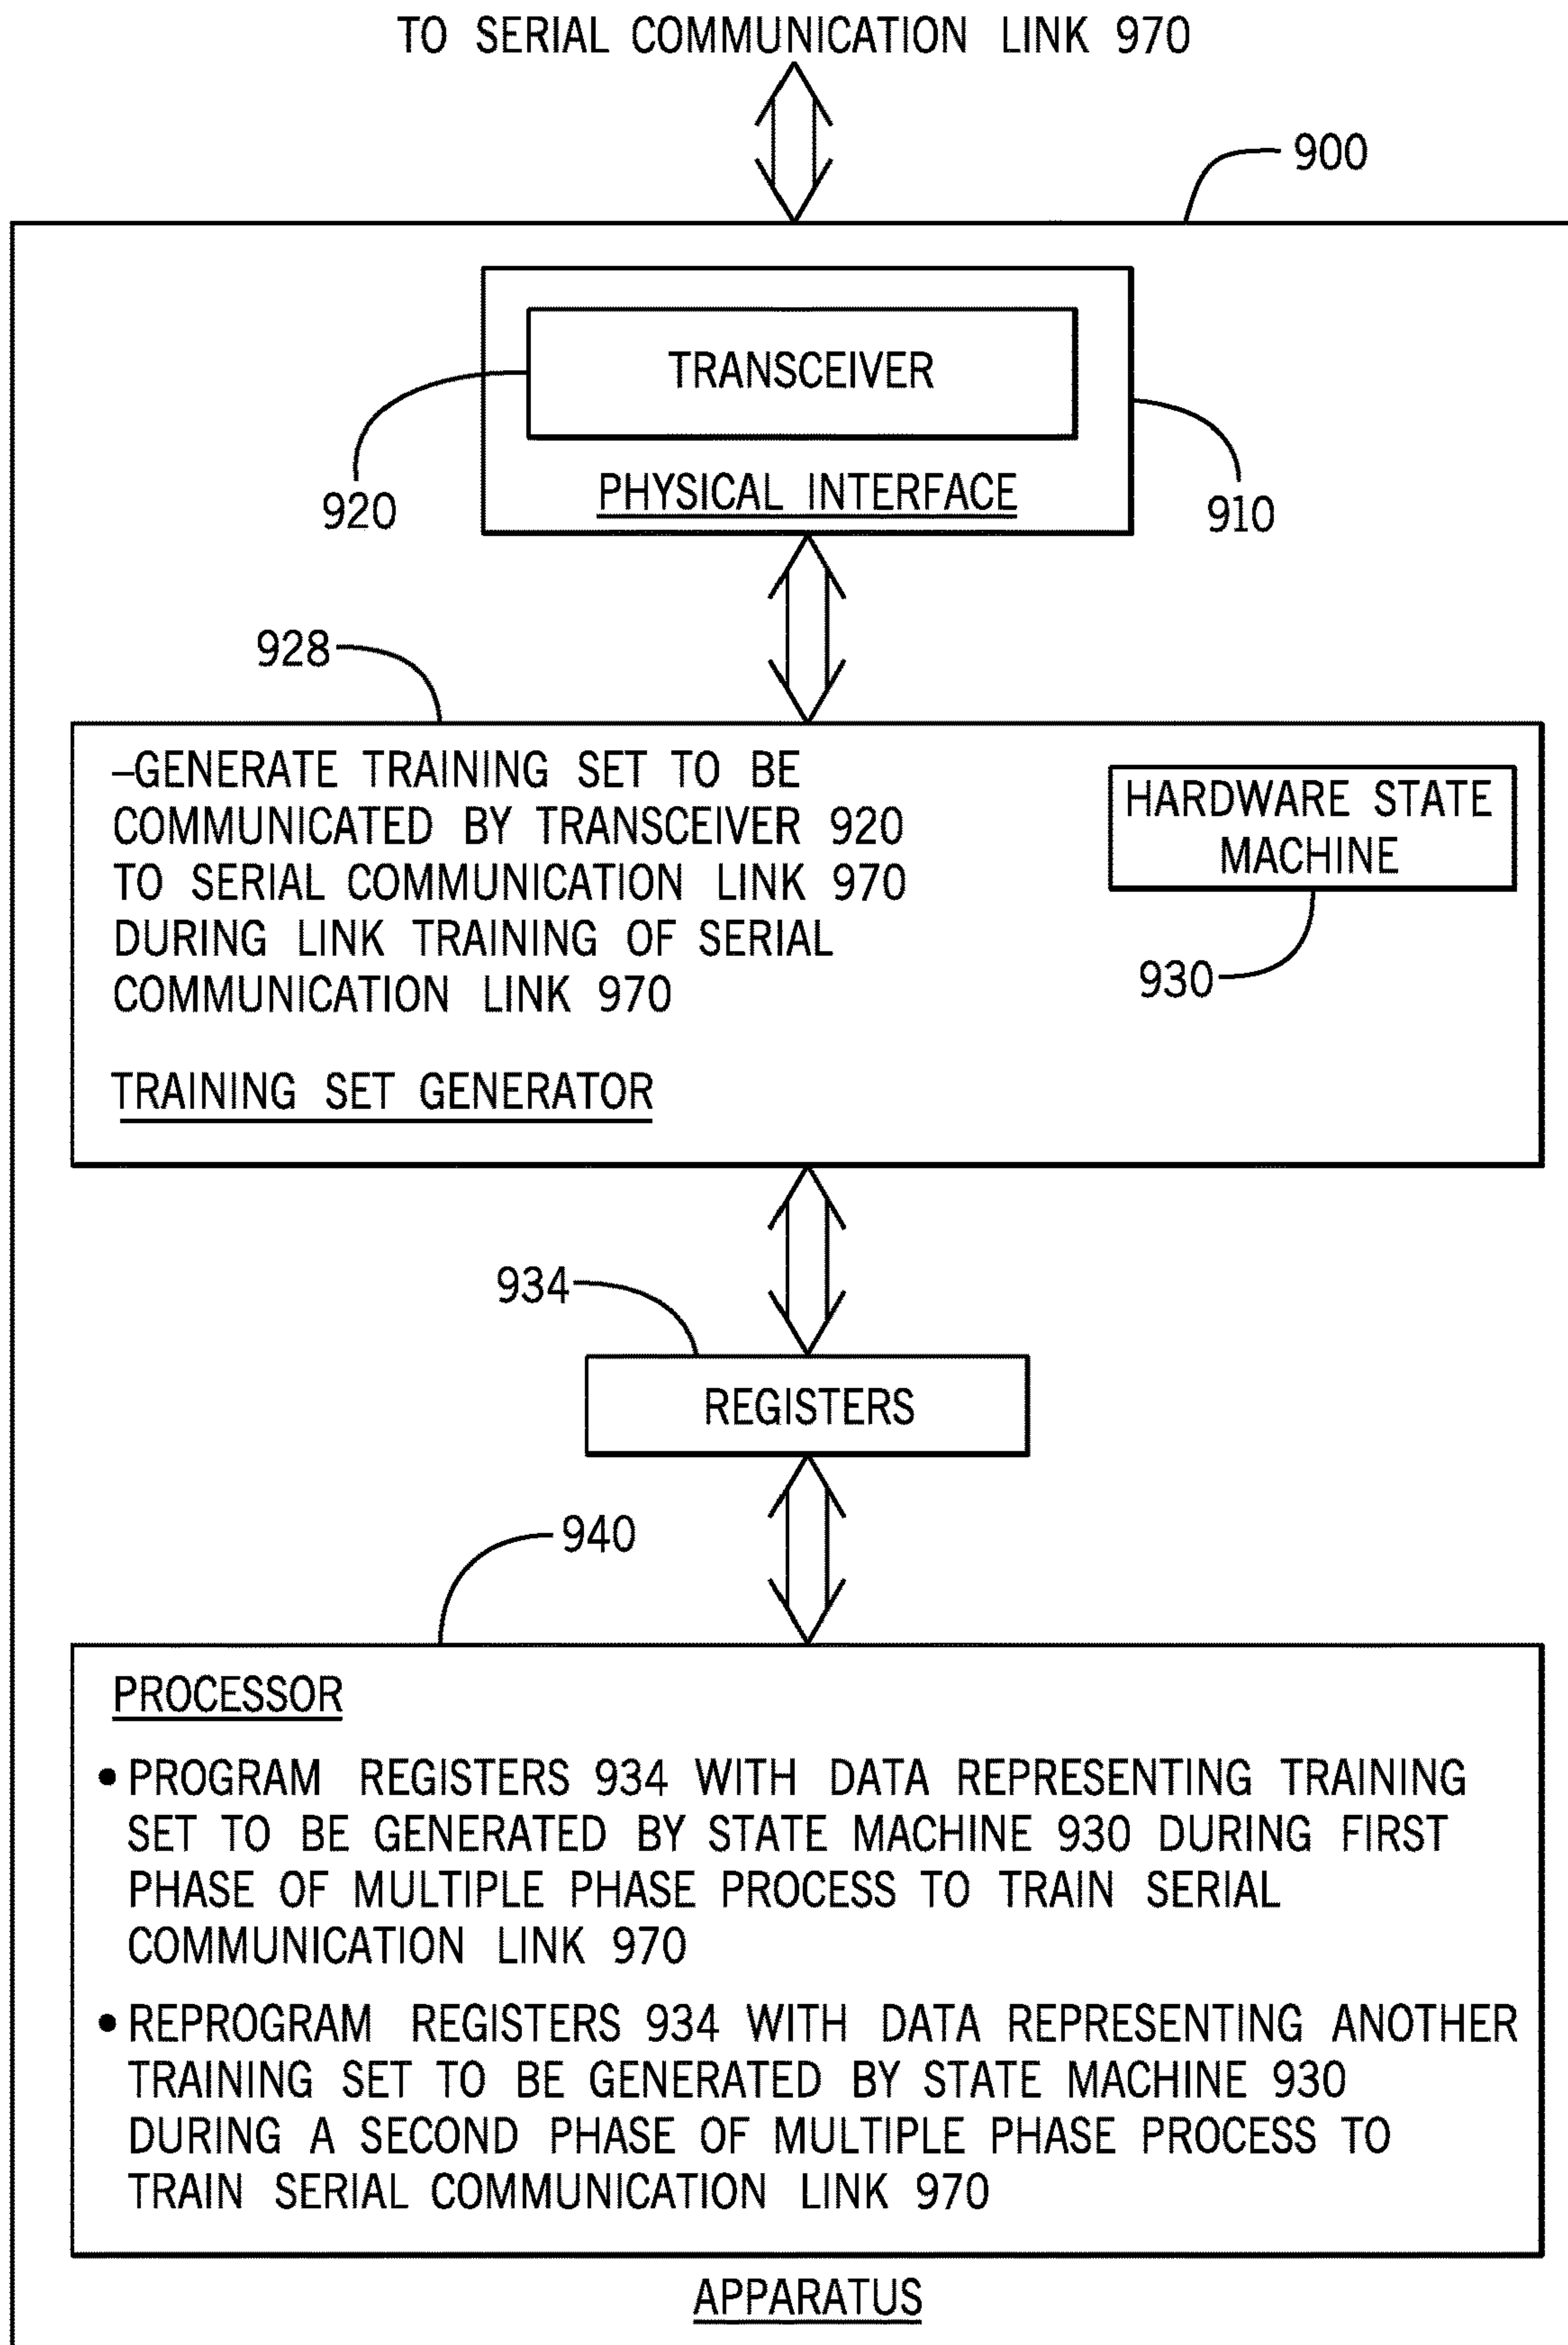 TO SERIAL COMMUNICATION LINK 970
900
TRANSCEIVER
920
PHYSICAL INTERFACE
910
928
–GENERATE TRAINING SET TO BE
COMMUNICATED BY TRANSCEIVER 920
TO SERIAL COMMUNICATION LINK 970
DURING LINK TRAINING OF SERIAL
COMMUNICATION LINK 970
HARDWARE STATE
MACHINE
930
TRAINING SET GENERATOR
934
REGISTERS
940
PROCESSOR
• PROGRAM REGISTERS 934 WITH DATA REPRESENTING TRAINING
SET TO BE GENERATED BY STATE MACHINE 930 DURING FIRST
PHASE OF MULTIPLE PHASE PROCESS TO TRAIN SERIAL
COMMUNICATION LINK 970
• REPROGRAM REGISTERS 934 WITH DATA REPRESENTING ANOTHER
TRAINING SET TO BE GENERATED BY STATE MACHINE 930
DURING A SECOND PHASE OF MULTIPLE PHASE PROCESS TO
TRAIN SERIAL COMMUNICATION LINK 970
APPARATUS